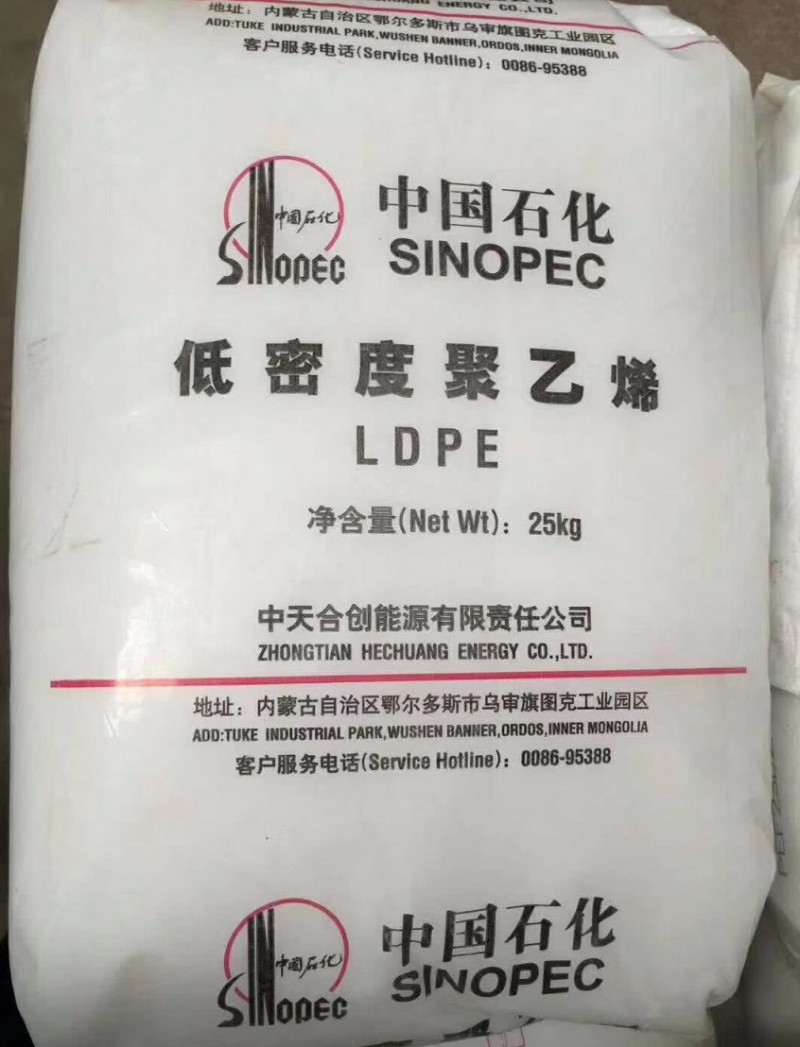 ENERGY CO.,LTD.
地址：内蒙古自治区鄂尔多斯市乌审旗图克工业园区
ADD:TUKE INDUSTRIAL PARK,WUSHEN BANNER,ORDOS,INNER MONGOLIA
客户服务电话(Service Hotline)：0086-95388
中国石化
SINOPEC
中国石化
SINOPEC
低密度聚乙烯
LDPE
净含量(Net Wt)：25kg
中天合创能源有限责任公司
ZHONGTIAN HECHUANG ENERGY CO.,LTD.
地址：内蒙古自治区鄂尔多斯市乌审旗图克工业园区
ADD:TUKE INDUSTRIAL PARK,WUSHEN BANNER,ORDOS,INNER MONGOLIA
客户服务电话(Service Hotline)：0086-95388
中国石化
SINOPEC
中国石化
SINOPEC